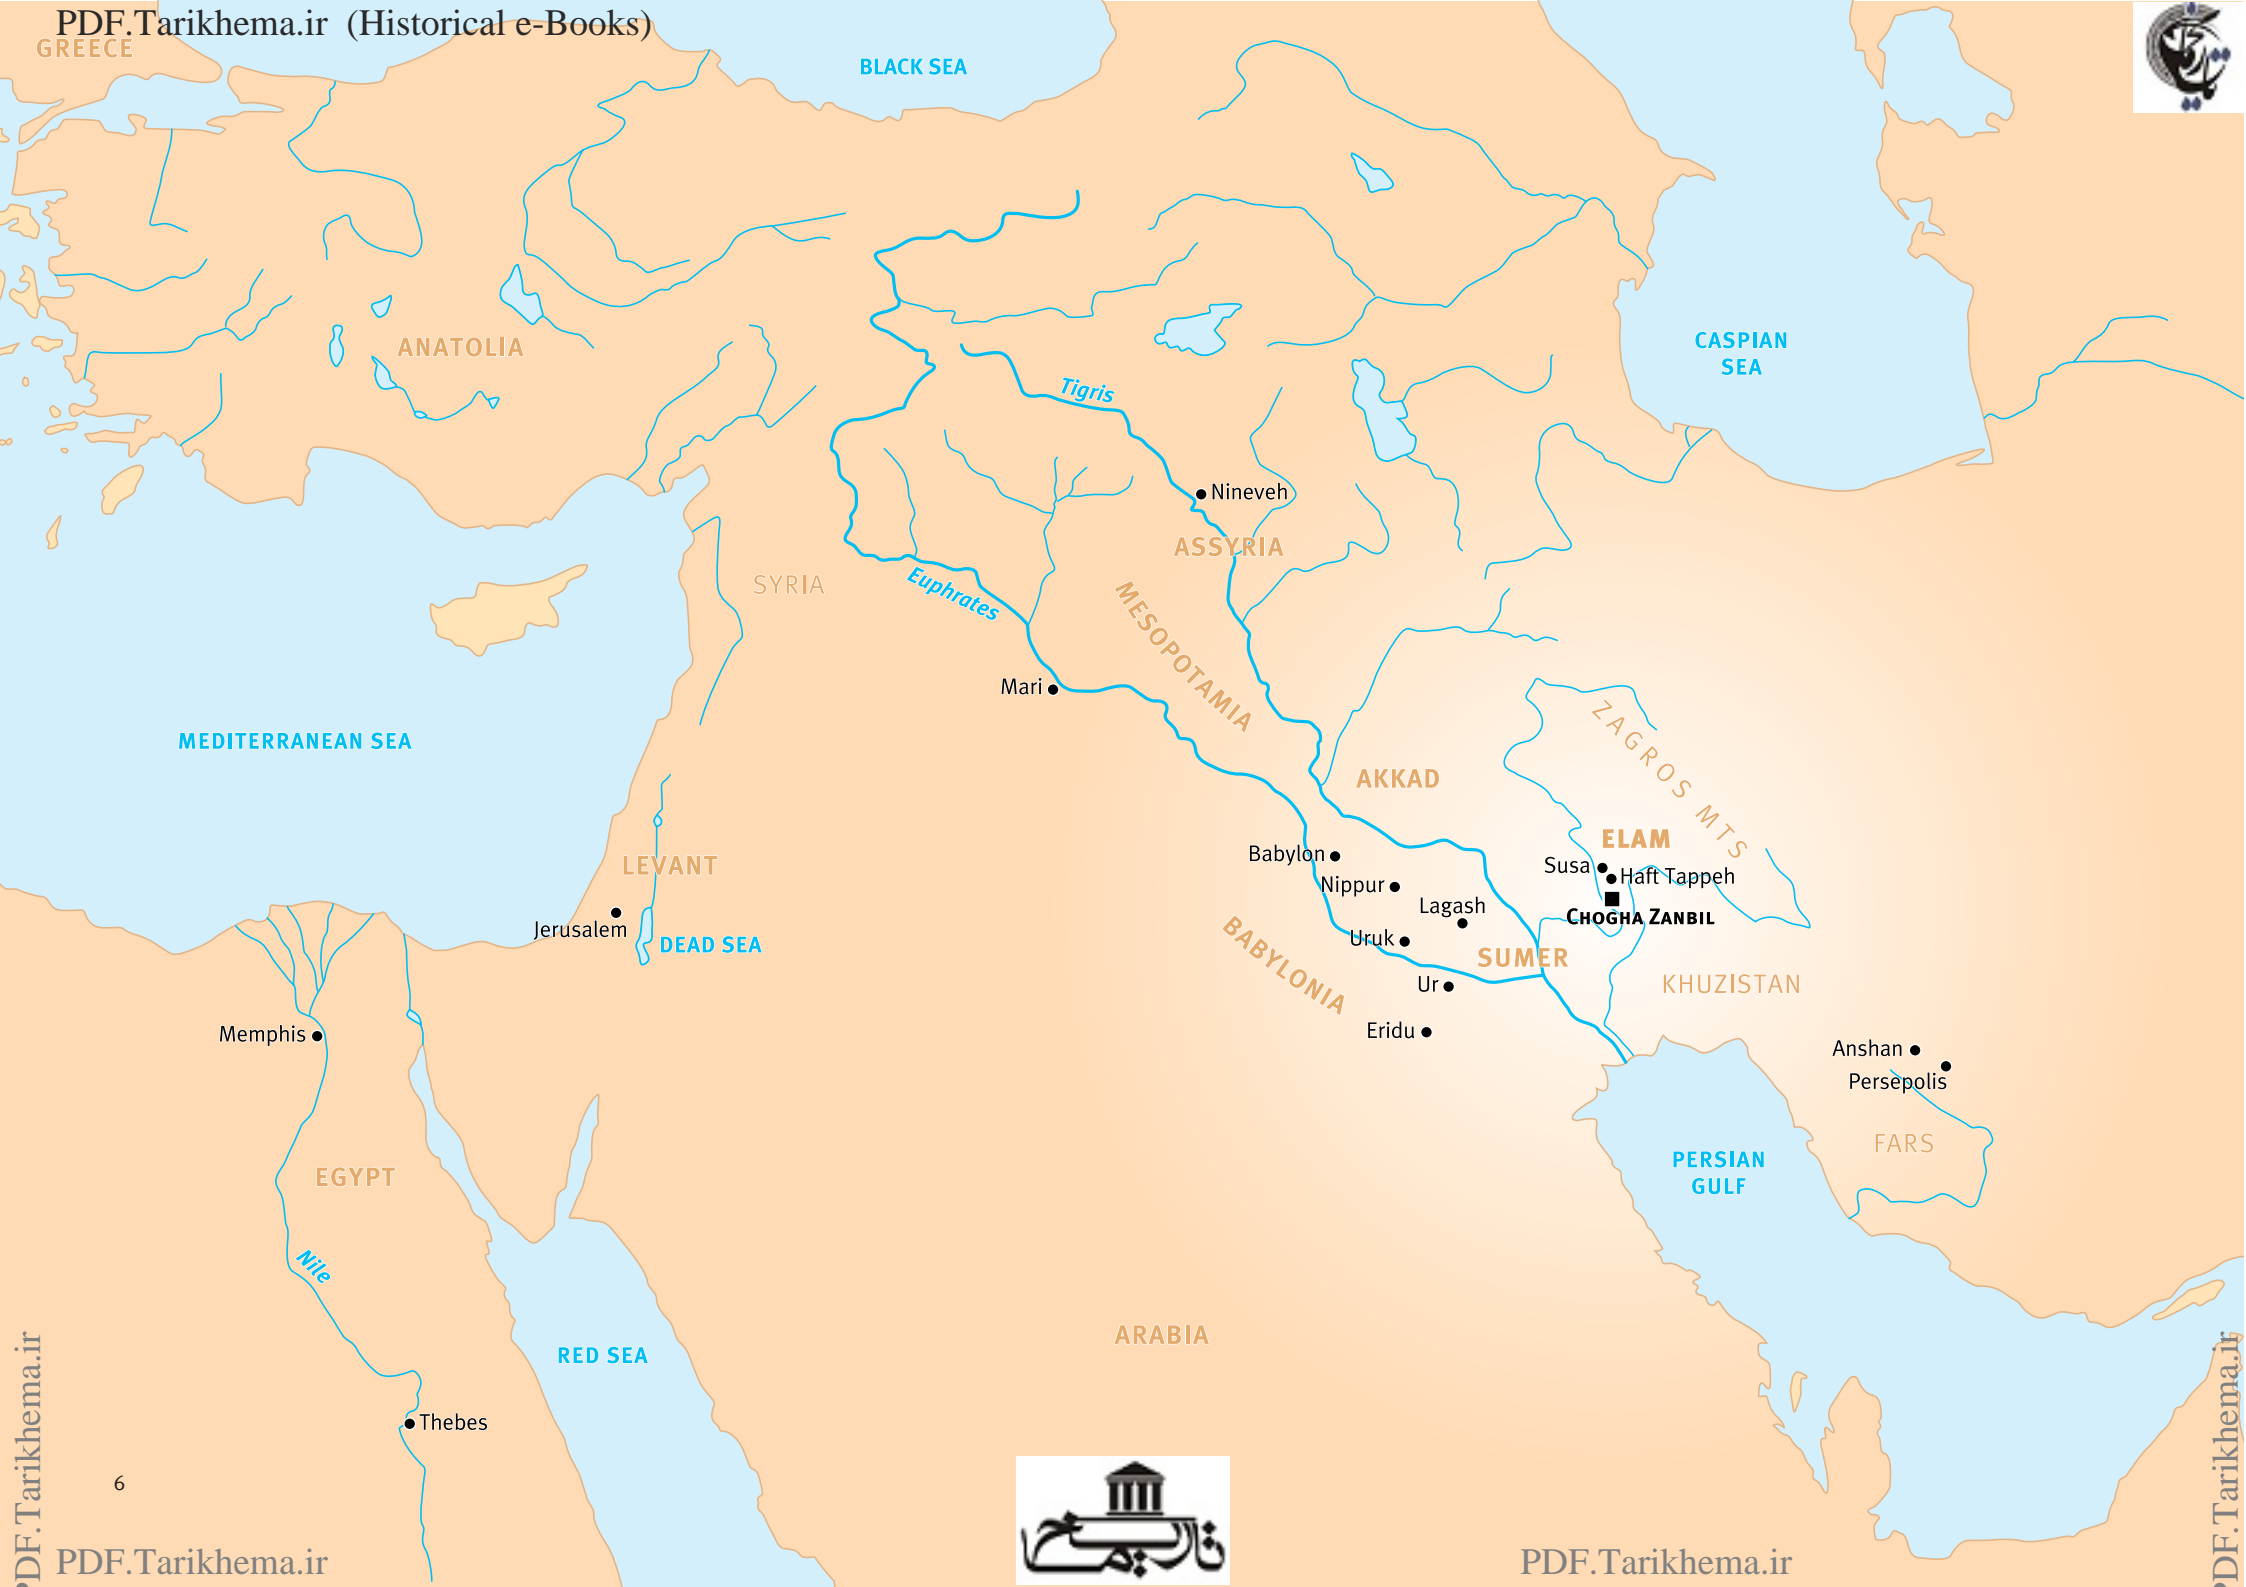 PDF.Tarikhema.ir (Historical e-Books)
GREECE
BLACK SEA
CASPIAN
SEA
ANATOLIA
Tigris
Nineveh
ASSYRIA
SYRIA
Euphrates
MESOPOTAMIA
Mari
MEDITERRANEAN SEA
ZAGROS MTS
AKKAD
ELAM
Babylon
Susa
Haft Tappeh
LEVANT
Nippur
Lagash
CHOGHA ZANBIL
Jerusalem
DEAD SEA
Uruk
SUMER
BABYLONIA
Ur
KHUZISTAN
Memphis
Eridu
Anshan
Persepolis
FARS
EGYPT
PERSIAN
GULF
Nile
ARABIA
RED SEA
Thebes
6
تاریخما
PDF.Tarikhema.ir
PDF.Tarikhema.ir
PDF.Tarikhema.ir
PDF.Tarikhema.ir